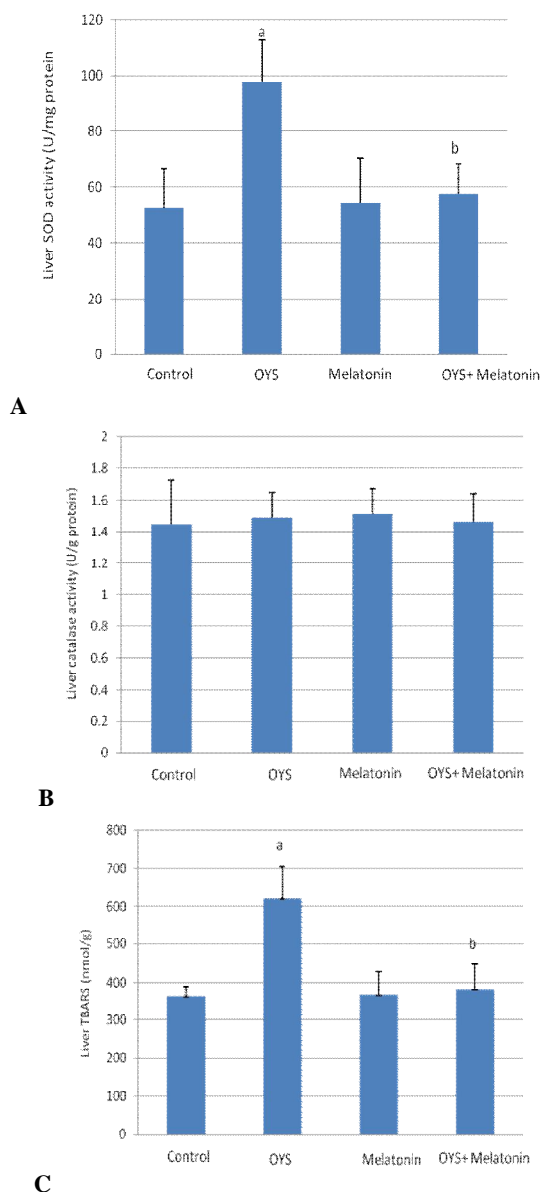 120
a
100
80
b
60
40
20
0
Liver SOD activity (U/mg protein)
Control OYS Melatonin OYS+ Melatonin
A
2
1.8
1.6
1.4
1.2
1
0.8
0.6
0.4
0.2
0
Liver catalase activity (U/g protein)
Control OYS Melatonin OYS+ Melatonin
B
800
a
700
600
500
b
400
300
200
100
0
Liver TBARS (nmol/g)
Control OYS Melatonin OYS+ Melatonin
C